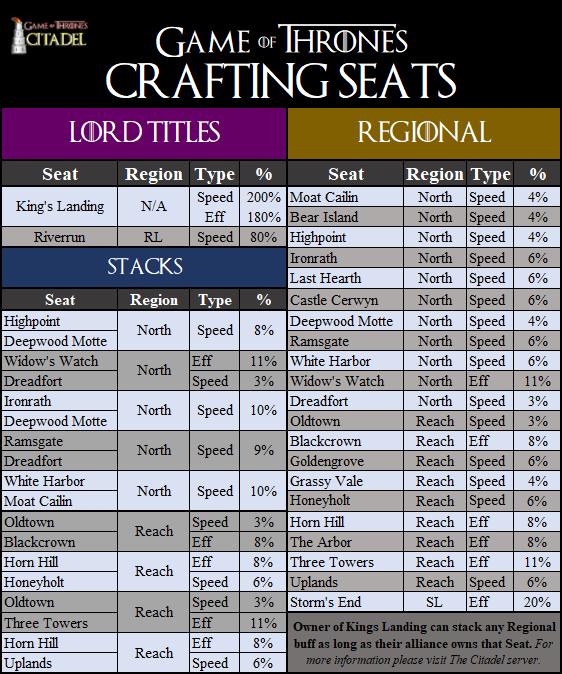 GAME OF THRONES
CITADEL
GAME OF THRONES
CRAFTING SEATS
LORD TITLES
Seat Region Type %
King's Landing N/A Speed 200%
Eff 180%
Riverrun RL Speed 80%
STACKS
Seat Region Type %
Highpoint North Speed 8%
Deepwood Motte
Widow's Watch North Eff 11%
Dreadfort Speed 3%
Ironrath North Speed 10%
Deepwood Motte
Ramsgate North Speed 9%
Dreadfort
White Harbor North Speed 10%
Moat Cailin
Oldtown Reach Speed 3%
Blackcrown Eff 8%
Horn Hill Reach Eff 8%
Honeyholt Speed 6%
Oldtown Reach Speed 3%
Three Towers Eff 11%
Horn Hill Reach Eff 8%
Uplands Speed 6%
REGIONAL
Seat Region Type %
Moat Cailin North Speed 4%
Bear Island North Speed 4%
Highpoint North Speed 4%
Ironrath North Speed 6%
Last Hearth North Speed 6%
Castle Cerwyn North Speed 6%
Deepwood Motte North Speed 4%
Ramsgate North Speed 6%
White Harbor North Speed 6%
Widow's Watch North Eff 11%
Dreadfort North Speed 3%
Oldtown Reach Speed 3%
Blackcrown Reach Eff 8%
Goldengrove Reach Speed 6%
Grassy Vale Reach Speed 4%
Honeyholt Reach Speed 6%
Horn Hill Reach Eff 8%
The Arbor Reach Eff 8%
Three Towers Reach Eff 11%
Uplands Reach Speed 6%
Storm's End SL Eff 20%
Owner of Kings Landing can stack any Regional
buff as long as their alliance owns that Seat. For
more information please visit The Citadel server.